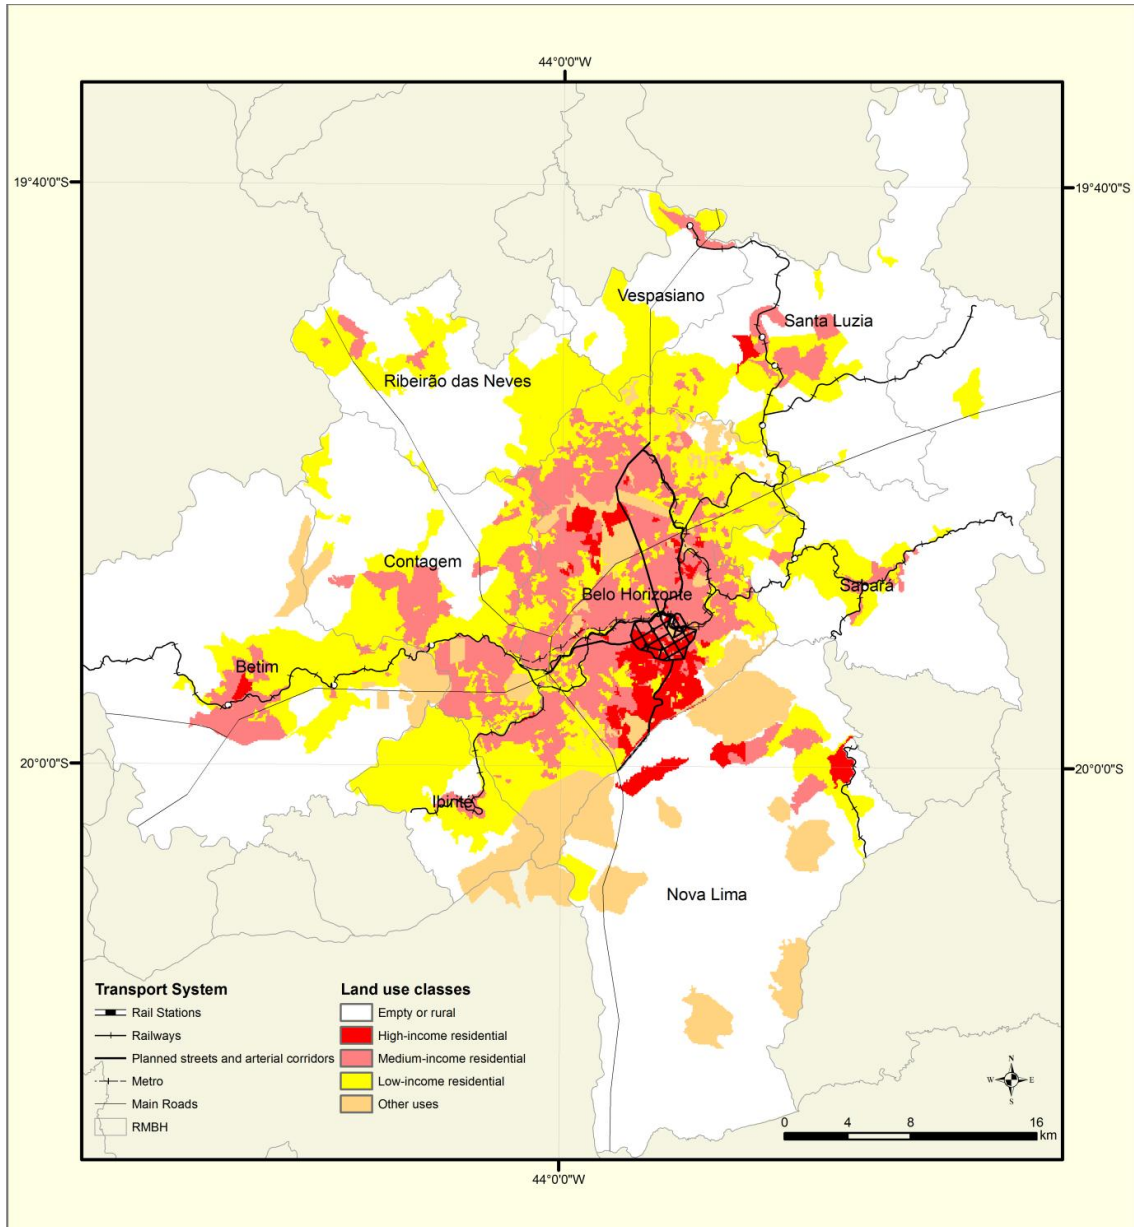 44°0'0"W
19°40'0"S
19°40'0"S
Vespasiano
Santa Luzia
Ribeirão das Neves
Contagem
Belo Horizonte
Sabará
Betim
20°0'0"S
20°0'0"S
Ibirité
Nova Lima
Transport System
Rail Stations
Railways
Planned streets and arterial corridors
Metro
Main Roads
RMBH
Land use classes
Empty or rural
High-income residential
Medium-income residential
Low-income residential
Other uses
N
W E
S
0 4 8 16
km
44°0'0"W